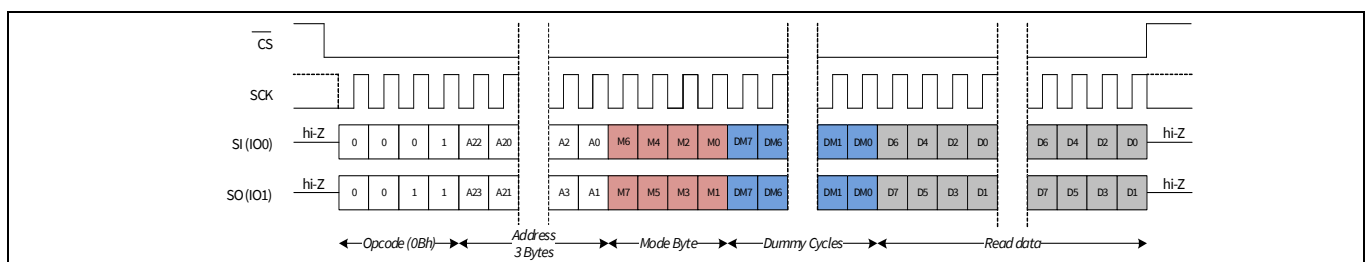 CS
SCK
hi-Z
SI (IO0)
0 0 0 1 A22 A20 A2 A0 M6 M4 M2 M0 DM7 DM6 DM1 DM0 D6 D4 D2 D0 D6 D4 D2 D0
hi-Z
hi-Z
SO (IO1)
0 0 1 1 A23 A21 A3 A1 M7 M5 M3 M1 DM7 DM6 DM1 DM0 D7 D5 D3 D1 D7 D5 D3 D1
hi-Z
Opcode (0Bh)
Address
3 Bytes
Mode Byte
Dummy Cycles
Read data